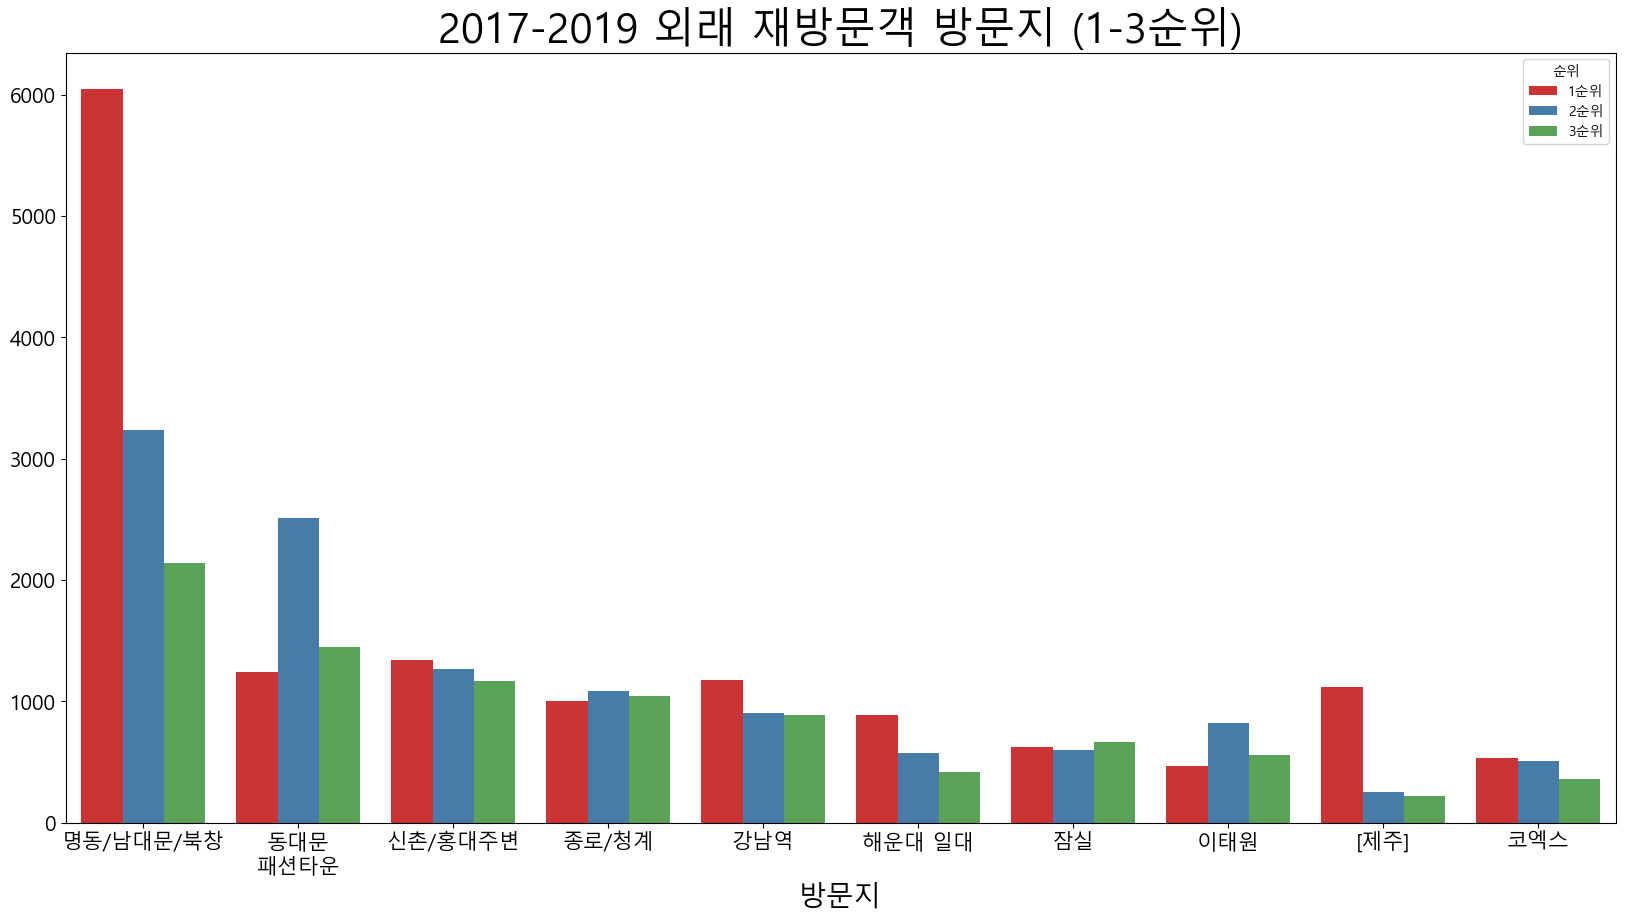 2017-2019 외래 재방문객 방문지 (1-3순위)
순위
1순위
2순위
3순위
6000
5000
4000
3000
2000
1000
0
명동/남대문/북창
동대문
패션타운
신촌/홍대주변
종로/청계
강남역
해운대 일대
잠실
이태원
[제주]
코엑스
방문지